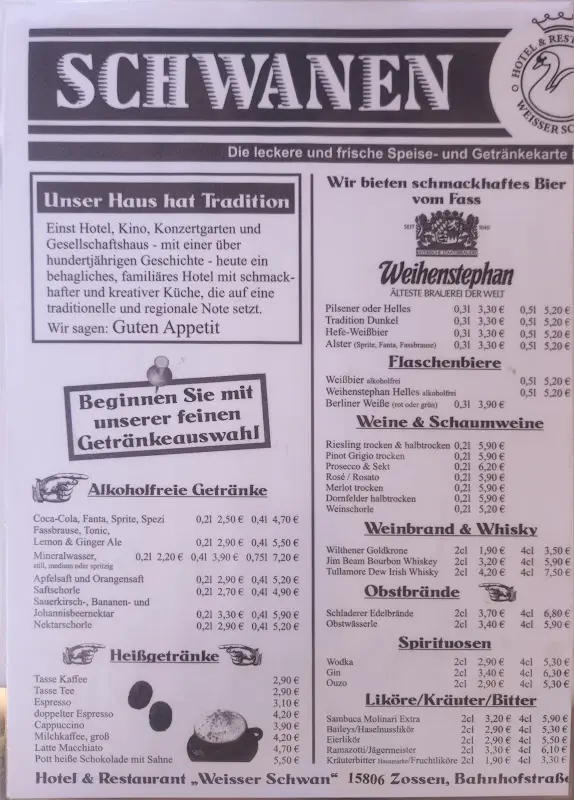 SCHWANEN
HOTEL & REST
WEISSER SC
Die leckere und frische Speise- und Getränkekarte
Unser Haus hat Tradition
Einst Hotel, Kino, Konzertgarten und
Gesellschaftshaus - mit einer über
hundertjährigen Geschichte - heute ein
behagliches, familiäres Hotel mit schmack-
hafter und kreativer Küche, die auf eine
traditionelle und regionale Note setzt.
Wir sagen: Guten Appetit
Beginnen Sie mit
unserer feinen
Getränkeauswahl
Alkoholfreie Getränke
Coca-Cola, Fanta, Sprite, Spezi 0,2l 2,50 € 0,4l 4,70 €
Fassbrause, Tonic,
Lemon & Ginger Ale 0,2l 2,90 € 0,4l 5,50 €
Mineralwasser, 0,2l 2,20 € 0,4l 3,90 € 0,75l 7,20 €
still, medium oder spritzig
Apfelsaft und Orangensaft 0,2l 2,90 € 0,4l 5,20 €
Saftschorle 0,2l 2,70 € 0,4l 4,90 €
Sauerkirsch-, Bananen- und
Johannisbeernektar 0,2l 3,30 € 0,4l 5,90 €
Nektarschorle 0,2l 2,90 € 0,4l 5,20 €
Heißgetränke
Tasse Kaffee 2,90 €
Tasse Tee 2,90 €
Espresso 3,10 €
doppelter Espresso 4,20 €
Cappuccino 3,90 €
Milchkaffee, groß 4,20 €
Latte Macchiato 4,70 €
Pott heiße Schokolade mit Sahne 5,50 €
Wir bieten schmackhaftes Bier
vom Fass
SEIT 1040
BAYERISCHE STAATSBRAUEREI
Weihenstephan
ÄLTESTE BRAUEREI DER WELT
Pilsener oder Helles 0,3l 3,30 € 0,5l 5,20 €
Tradition Dunkel 0,3l 3,30 € 0,5l 5,20 €
Hefe-Weißbier 0,3l 3,30 € 0,5l 5,20 €
Alster (Sprite, Fanta, Fassbrause) 0,3l 3,30 € 0,5l 5,20 €
Flaschenbiere
Weißbier alkoholfrei 0,5l 5,20 €
Weihenstephan Helles alkoholfrei 0,5l 5,20 €
Berliner Weiße (rot oder grün) 0,3l 3,90 €
Weine & Schaumweine
Riesling trocken & halbtrocken 0,2l 5,90 €
Pinot Grigio trocken 0,2l 5,90 €
Prosecco & Sekt 0,2l 6,20 €
Rosé / Rosato 0,2l 5,90 €
Merlot trocken 0,2l 5,90 €
Dornfelder halbtrocken 0,2l 5,90 €
Weinschorle 0,2l 5,20 €
Weinbrand & Whisky
Wilthener Goldkrone 2cl 1,90 € 4cl 3,50 €
Jim Beam Bourbon Whiskey 2cl 3,20 € 4cl 5,90 €
Tullamore Dew Irish Whisky 2cl 4,20 € 4cl 7,50 €
Obstbrände
Schladerer Edelbrände 2cl 3,70 € 4cl 6,80 €
Obstwässerle 2cl 3,40 € 4cl 5,90 €
Spirituosen
Wodka 2cl 2,90 € 4cl 5,30 €
Gin 2cl 3,40 € 4cl 6,30 €
Ouzo 2cl 2,90 € 4cl 5,30 €
Liköre/Kräuter/Bitter
Sambuca Molinari Extra 2cl 3,20 € 4cl 5,90 €
Baileys/Haselnusslikör 2cl 2,90 € 4cl 5,30 €
Eierlikör 2cl 2,90 € 4cl 5,50 €
Ramazotti/Jägermeister 2cl 3,30 € 4cl 6,10 €
Kräuterbitter Hausmarke/Fruchtliköre 2cl 1,90 € 4cl 3,30 €
Hotel & Restaurant „Weisser Schwan“ 15806 Zossen, Bahnhofstraße